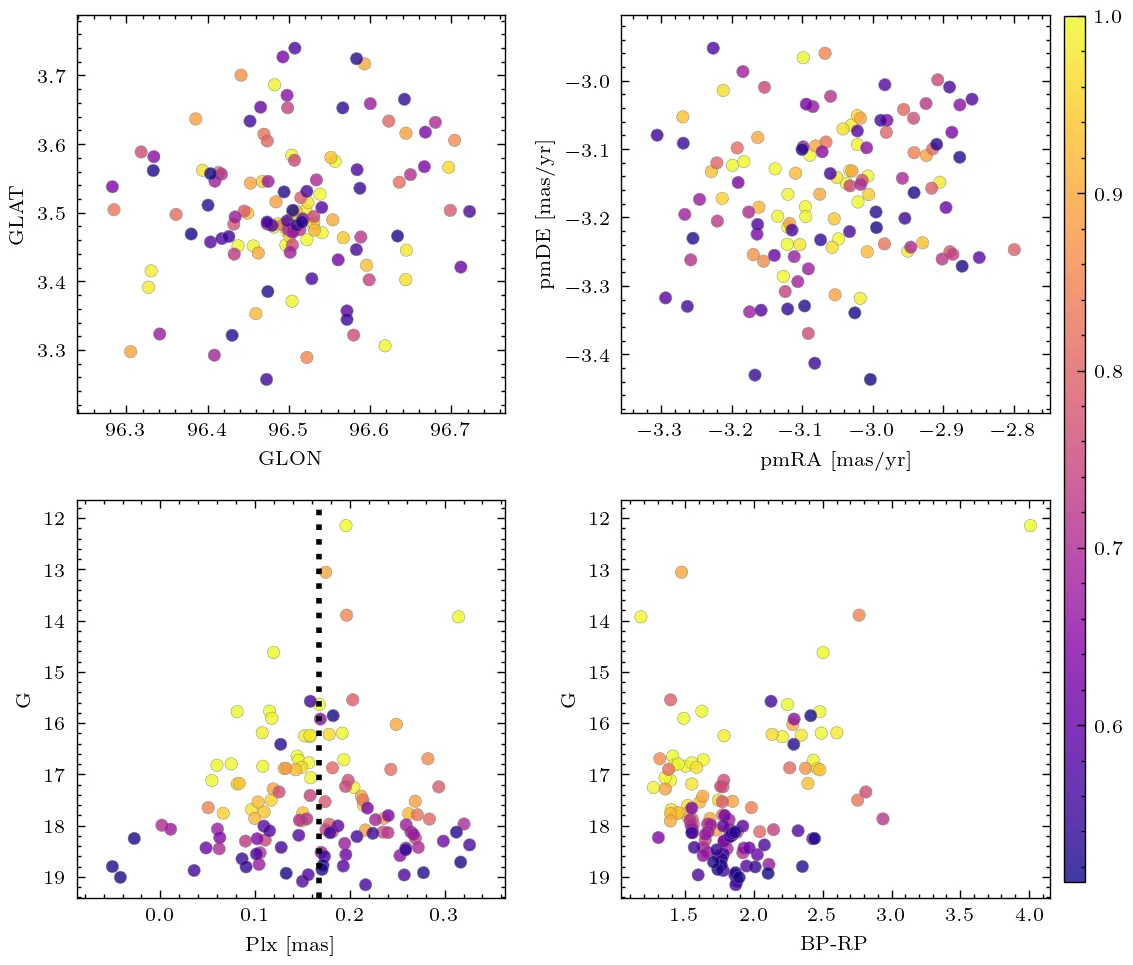 3.7
3.6
3.5
3.4
3.3
GLAT
96.3 96.4 96.5 96.6 96.7
GLON
−3.0
−3.1
−3.2
−3.3
−3.4
pmDE [mas/yr]
−3.3 −3.2 −3.1 −3.0 −2.9 −2.8
pmRA [mas/yr]
1.0
0.9
0.8
0.7
0.6
12
13
14
15
16
17
18
19
G
0.0 0.1 0.2 0.3
Plx [mas]
12
13
14
15
16
17
18
19
G
1.5 2.0 2.5 3.0 3.5 4.0
BP-RP